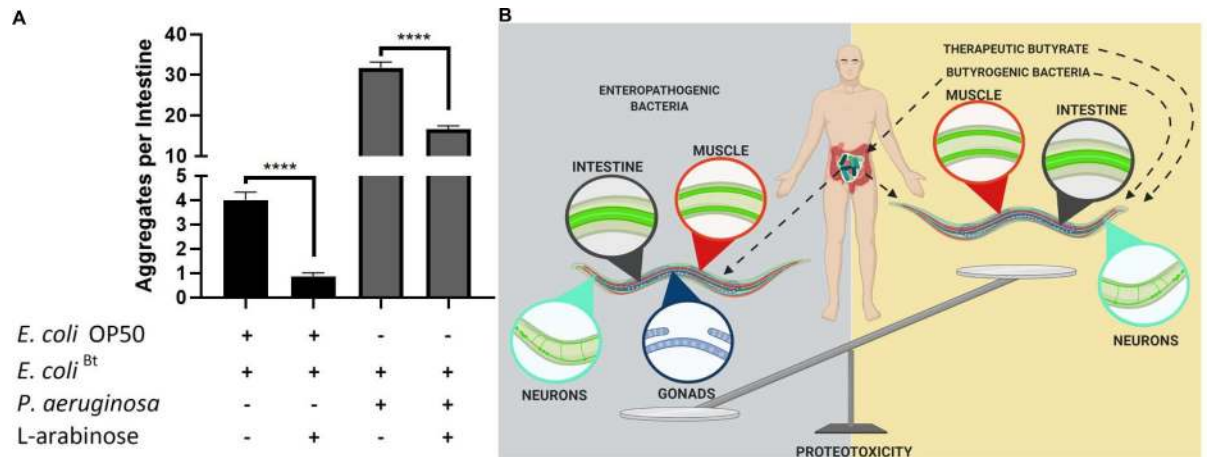 A
Aggregates per Intestine
40
30
20
10
5
4
3
2
1
0
****
****
E. coli OP50 + + - -
E. coli Bt + + + +
P. aeruginosa - - + +
L-arabinose - + - +
B
ENTEROPATHOGENIC
BACTERIA
INTESTINE
MUSCLE
NEURONS
GONADS
THERAPEUTIC BUTYRATE
BUTYROGENIC BACTERIA
MUSCLE
INTESTINE
NEURONS
PROTEOTOXICITY